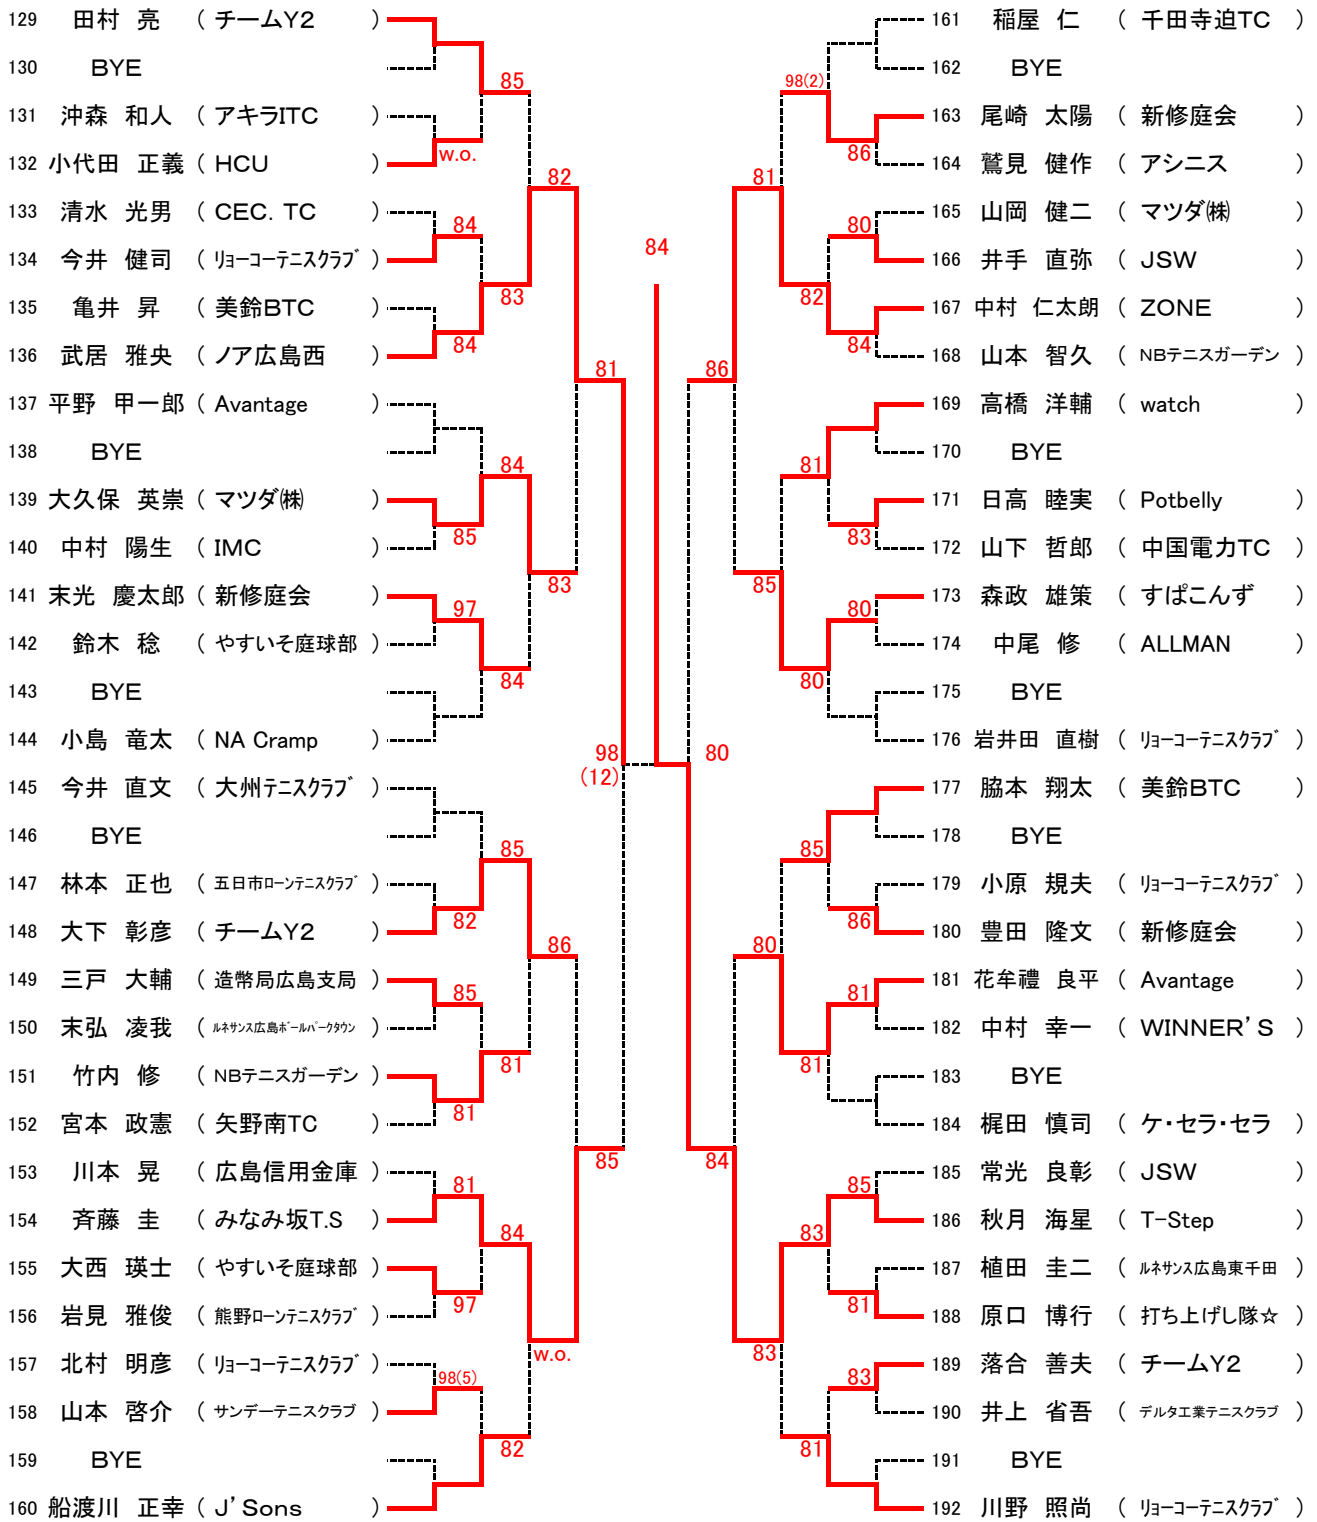 129 田村 亮 ( チームY2 )
130 BYE
131 沖森 和人 ( アキラITC )
132 小代田 正義 ( HCU )
133 清水 光男 ( CEC. TC )
134 今井 健司 ( リョーコーテニスクラブ )
135 亀井 昇 ( 美鈴BTC )
136 武居 雅央 ( ノア広島西 )
137 平野 甲一郎 ( Avantage )
138 BYE
139 大久保 英崇 ( マツダ㈱ )
140 中村 陽生 ( IMC )
141 末光 慶太郎 ( 新修庭会 )
142 鈴木 稔 ( やすいそ庭球部 )
143 BYE
144 小島 竜太 ( NA Cramp )
145 今井 直文 ( 大州テニスクラブ )
146 BYE
147 林本 正也 ( 五日市ローンテニスクラブ )
148 大下 彰彦 ( チームY2 )
149 三戸 大輔 ( 造幣局広島支局 )
150 末弘 凌我 ( ルネサンス広島ボールパークタウン )
151 竹内 修 ( NBテニスガーデン )
152 宮本 政憲 ( 矢野南TC )
153 川本 晃 ( 広島信用金庫 )
154 斉藤 圭 ( みなみ坂T.S )
155 大西 瑛士 ( やすいそ庭球部 )
156 岩見 雅俊 ( 熊野ローンテニスクラブ )
157 北村 明彦 ( リョーコーテニスクラブ )
158 山本 啓介 ( サンデーテニスクラブ )
159 BYE
160 船渡川 正幸 ( J'Sons )
w.o.
84
84
85
97
82
85
81
81
97
98(5)
85
83
84
84
85
81
84
82
82
83
86
w.o.
81
85
98
(12)
84
80
86
84
81
85
80
83
98(2)
82
81
80
85
81
83
81
86
80
84
83
80
86
81
85
81
83
161 稲屋 仁 ( 千田寺迫TC )
162 BYE
163 尾崎 太陽 ( 新修庭会 )
164 鷲見 健作 ( アシニス )
165 山岡 健二 ( マツダ㈱ )
166 井手 直弥 ( JSW )
167 中村 仁太朗 ( ZONE )
168 山本 智久 ( NBテニスガーデン )
169 高橋 洋輔 ( watch )
170 BYE
171 日高 睦実 ( Potbelly )
172 山下 哲郎 ( 中国電力TC )
173 森政 雄策 ( すぱこんず )
174 中尾 修 ( ALLMAN )
175 BYE
176 岩井田 直樹 ( リョーコーテニスクラブ )
177 脇本 翔太 ( 美鈴BTC )
178 BYE
179 小原 規夫 ( リョーコーテニスクラブ )
180 豊田 隆文 ( 新修庭会 )
181 花牟禮 良平 ( Avantage )
182 中村 幸一 ( WINNER'S )
183 BYE
184 梶田 慎司 ( ケ・セラ・セラ )
185 常光 良彰 ( JSW )
186 秋月 海星 ( T-Step )
187 植田 圭二 ( ルネサンス広島東千田 )
188 原口 博行 ( 打ち上げし隊☆ )
189 落合 善夫 ( チームY2 )
190 井上 省吾 ( デルタ工業テニスクラブ )
191 BYE
192 川野 照尚 ( リョーコーテニスクラブ )